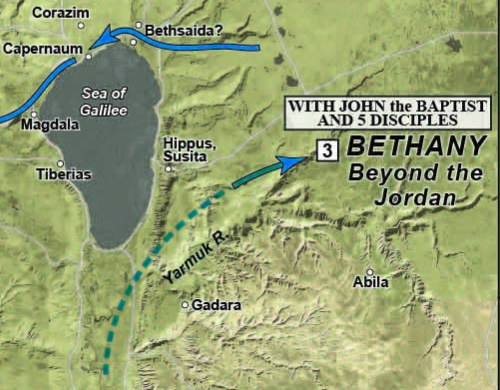 Corazim
Bethsaida?
Capernaum
Sea of
Galilee
Magdala
WITH JOHN the BAPTIST
AND 5 DISCIPLES
Hippus,
Susita
3 BETHANY
Beyond the
Jordan
Tiberias
Yarmuk R.
Abila
Gadara